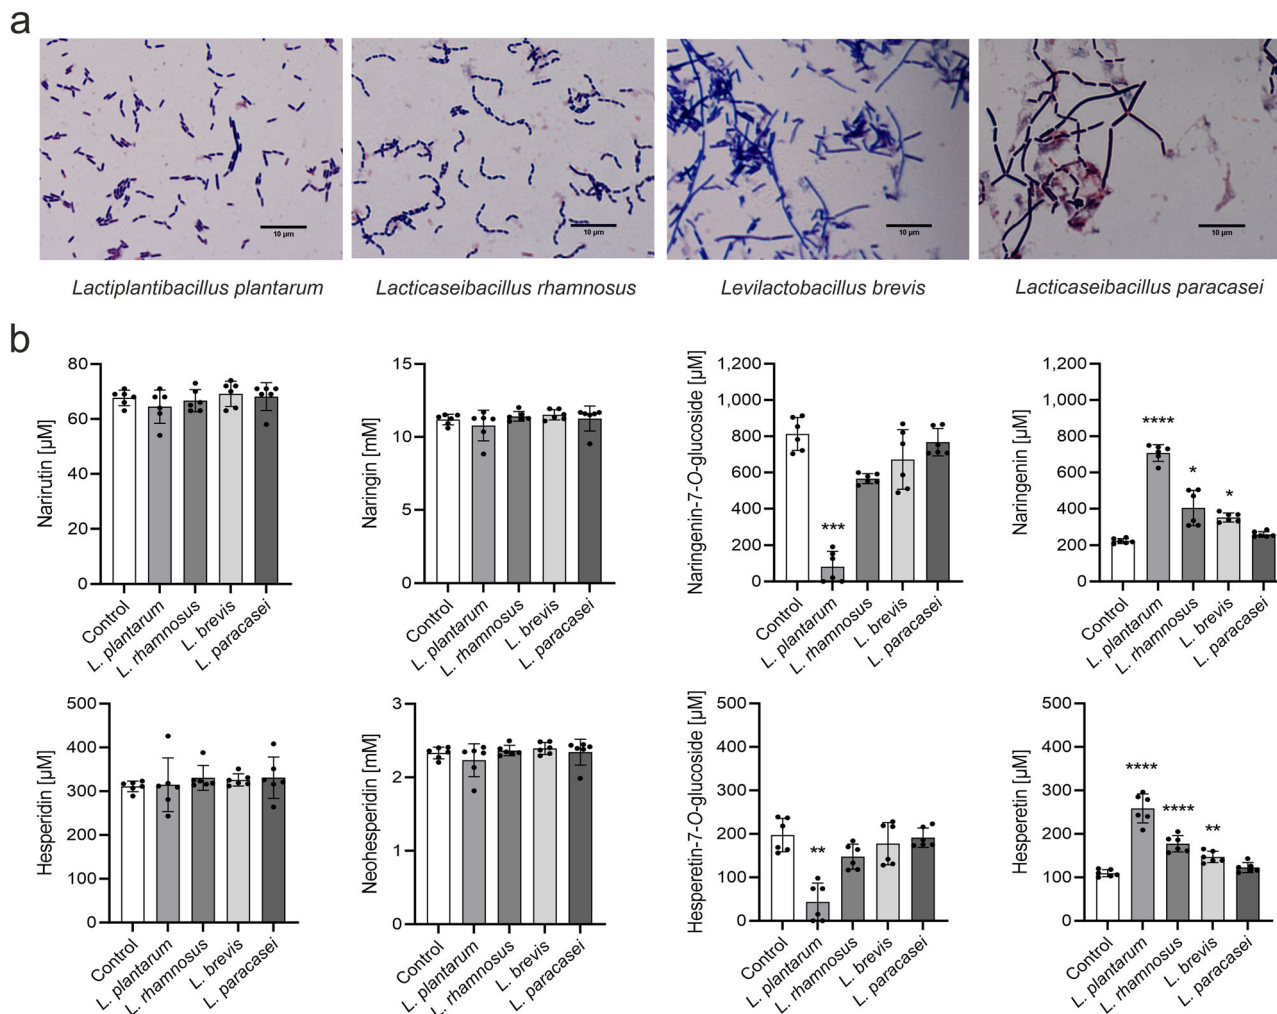 a
10 µm
10 µm
10 µm
10 µm
Lactiplantibacillus plantarum
Lacticaseibacillus rhamnosus
Levilactobacillus brevis
Lacticaseibacillus paracasei
b
Narirutin [µM]
80
60
40
20
0
Control
L. plantarum
L. rhamnosus
L. brevis
L. paracasei
Naringin [mM]
15
10
5
0
Control
L. plantarum
L. rhamnosus
L. brevis
L. paracasei
Naringenin-7-O-glucoside [µM]
1,200
1,000
800
600
400
200
0
***
Control
L. plantarum
L. rhamnosus
L. brevis
L. paracasei
Naringenin [µM]
1,200
1,000
800
600
400
200
0
****
*
*
Control
L. plantarum
L. rhamnosus
L. brevis
L. paracasei
Hesperidin [µM]
500
400
300
200
100
0
Control
L. plantarum
L. rhamnosus
L. brevis
L. paracasei
Neohesperidin [mM]
3
2
1
0
Control
L. plantarum
L. rhamnosus
L. brevis
L. paracasei
Hesperetin-7-O-glucoside [µM]
500
400
300
200
100
0
**
Control
L. plantarum
L. rhamnosus
L. brevis
L. paracasei
Hesperetin [µM]
500
400
300
200
100
0
****
****
**
Control
L. plantarum
L. rhamnosus
L. brevis
L. paracasei